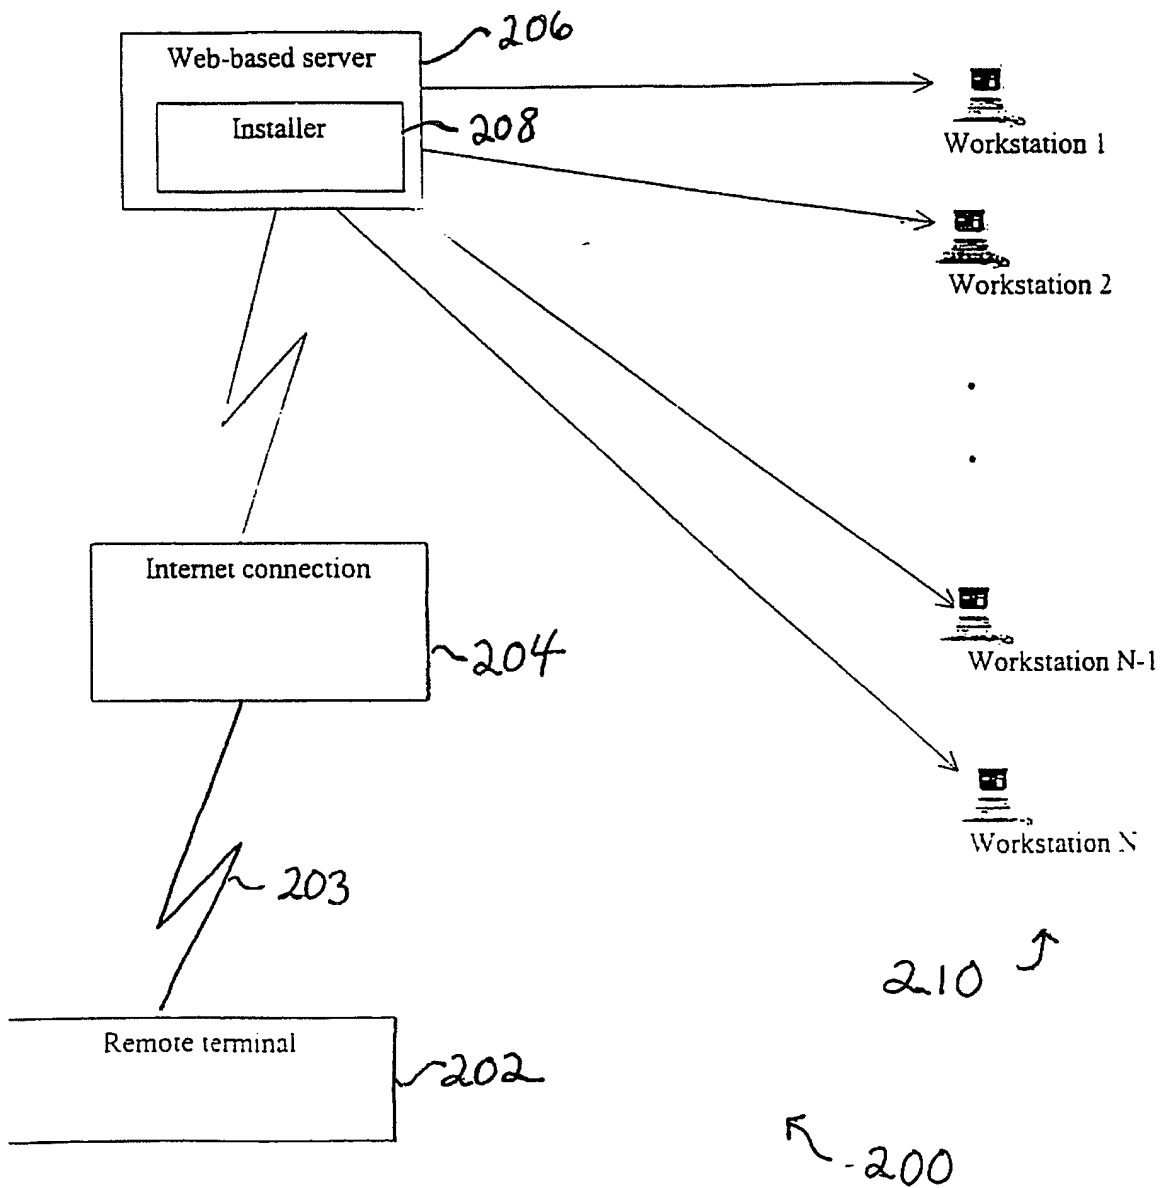 206
Web-based server
Installer
208
Workstation 1
Workstation 2
Internet connection
204
Workstation N-1
Workstation N
203
210
Remote terminal
202
200